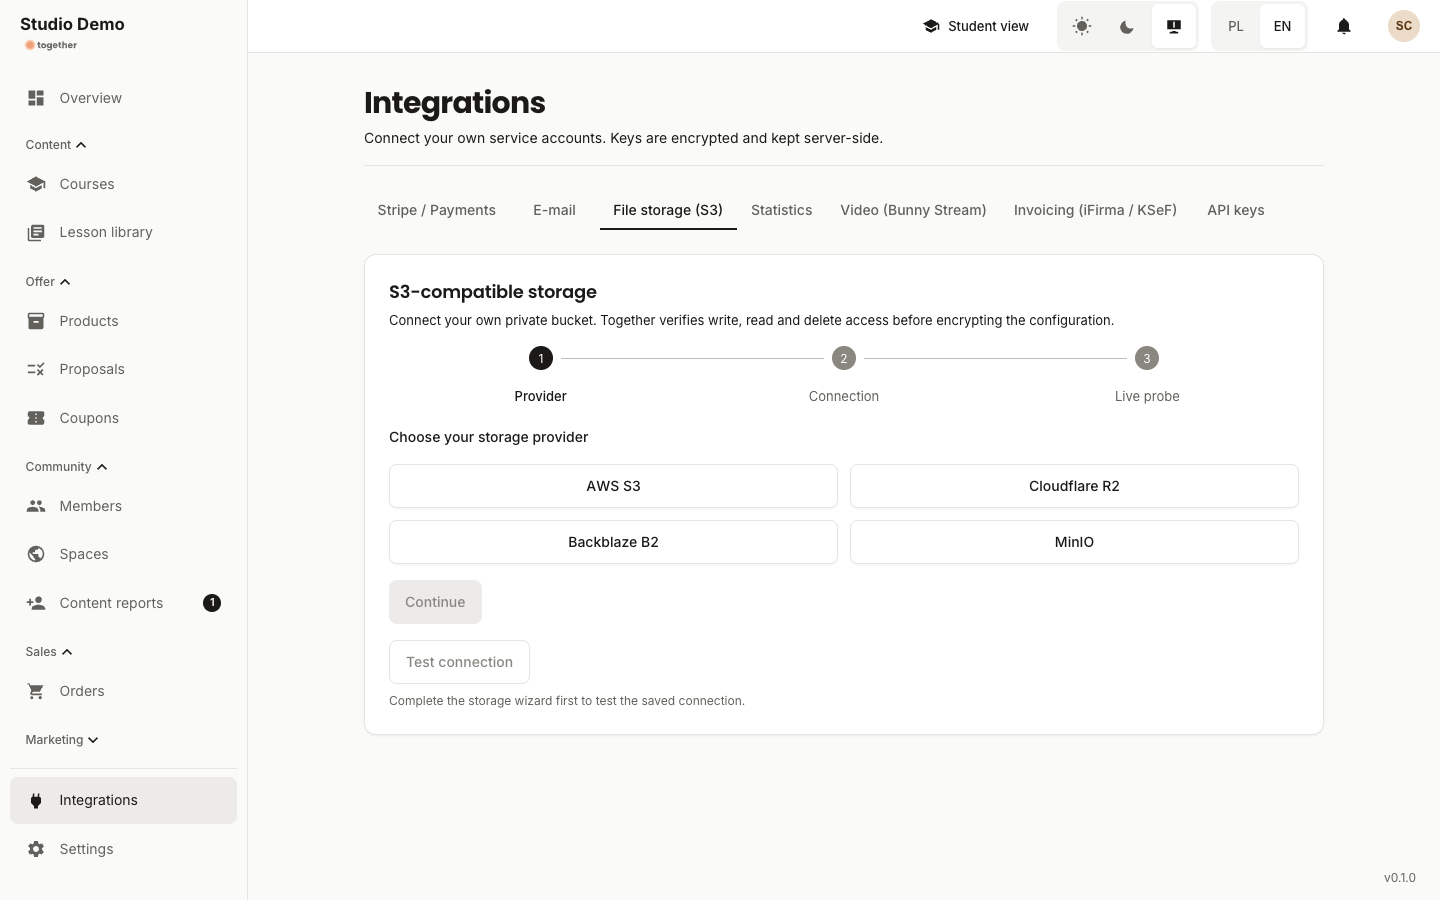 Studio Demo
together
Overview
Content
Courses
Lesson library
Offer
Products
Proposals
Coupons
Community
Members
Spaces
Content reports
1
Sales
Orders
Marketing
Integrations
Settings
Student view
PL
EN
SC
Integrations
Connect your own service accounts. Keys are encrypted and kept server-side.
Stripe / Payments
E-mail
File storage (S3)
Statistics
Video (Bunny Stream)
Invoicing (iFirma / KSeF)
API keys
S3-compatible storage
Connect your own private bucket. Together verifies write, read and delete access before encrypting the configuration.
1
2
3
Provider
Connection
Live probe
Choose your storage provider
AWS S3
Cloudflare R2
Backblaze B2
MinIO
Continue
Test connection
Complete the storage wizard first to test the saved connection.
v0.1.0